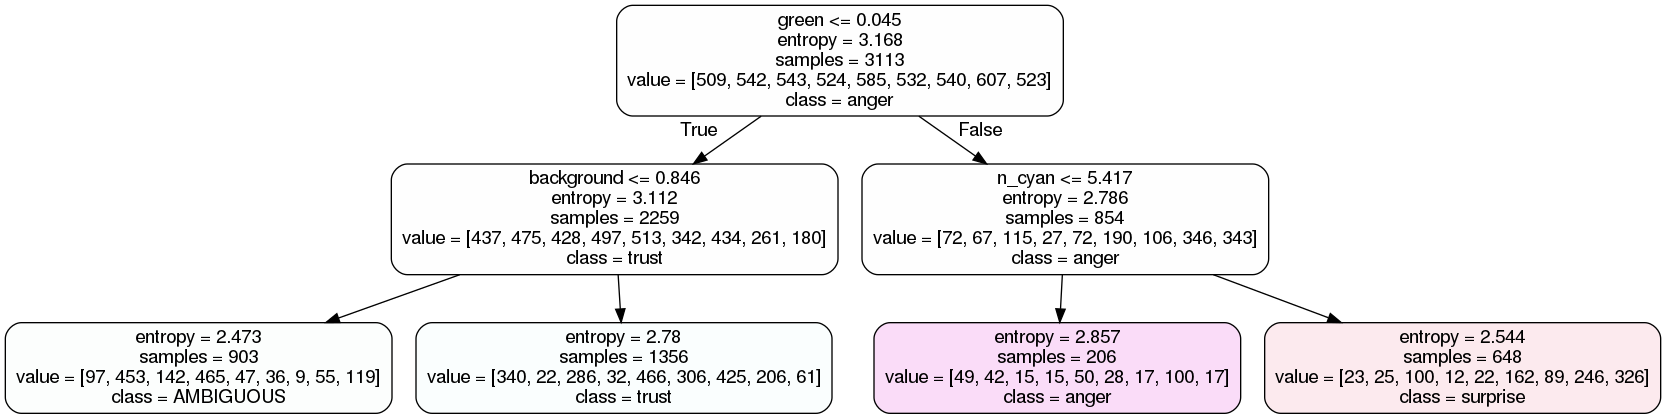 green <= 0.045
entropy = 3.168
samples = 3113
value = [509, 542, 543, 524, 585, 532, 540, 607, 523]
class = anger
True
False
background <= 0.846
entropy = 3.112
samples = 2259
value = [437, 475, 428, 497, 513, 342, 434, 261, 180]
class = trust
n_cyan <= 5.417
entropy = 2.786
samples = 854
value = [72, 67, 115, 27, 72, 190, 106, 346, 343]
class = anger
entropy = 2.473
samples = 903
value = [97, 453, 142, 465, 47, 36, 9, 55, 119]
class = AMBIGUOUS
entropy = 2.78
samples = 1356
value = [340, 22, 286, 32, 466, 306, 425, 206, 61]
class = trust
entropy = 2.857
samples = 206
value = [49, 42, 15, 15, 50, 28, 17, 100, 17]
class = anger
entropy = 2.544
samples = 648
value = [23, 25, 100, 12, 22, 162, 89, 246, 326]
class = surprise